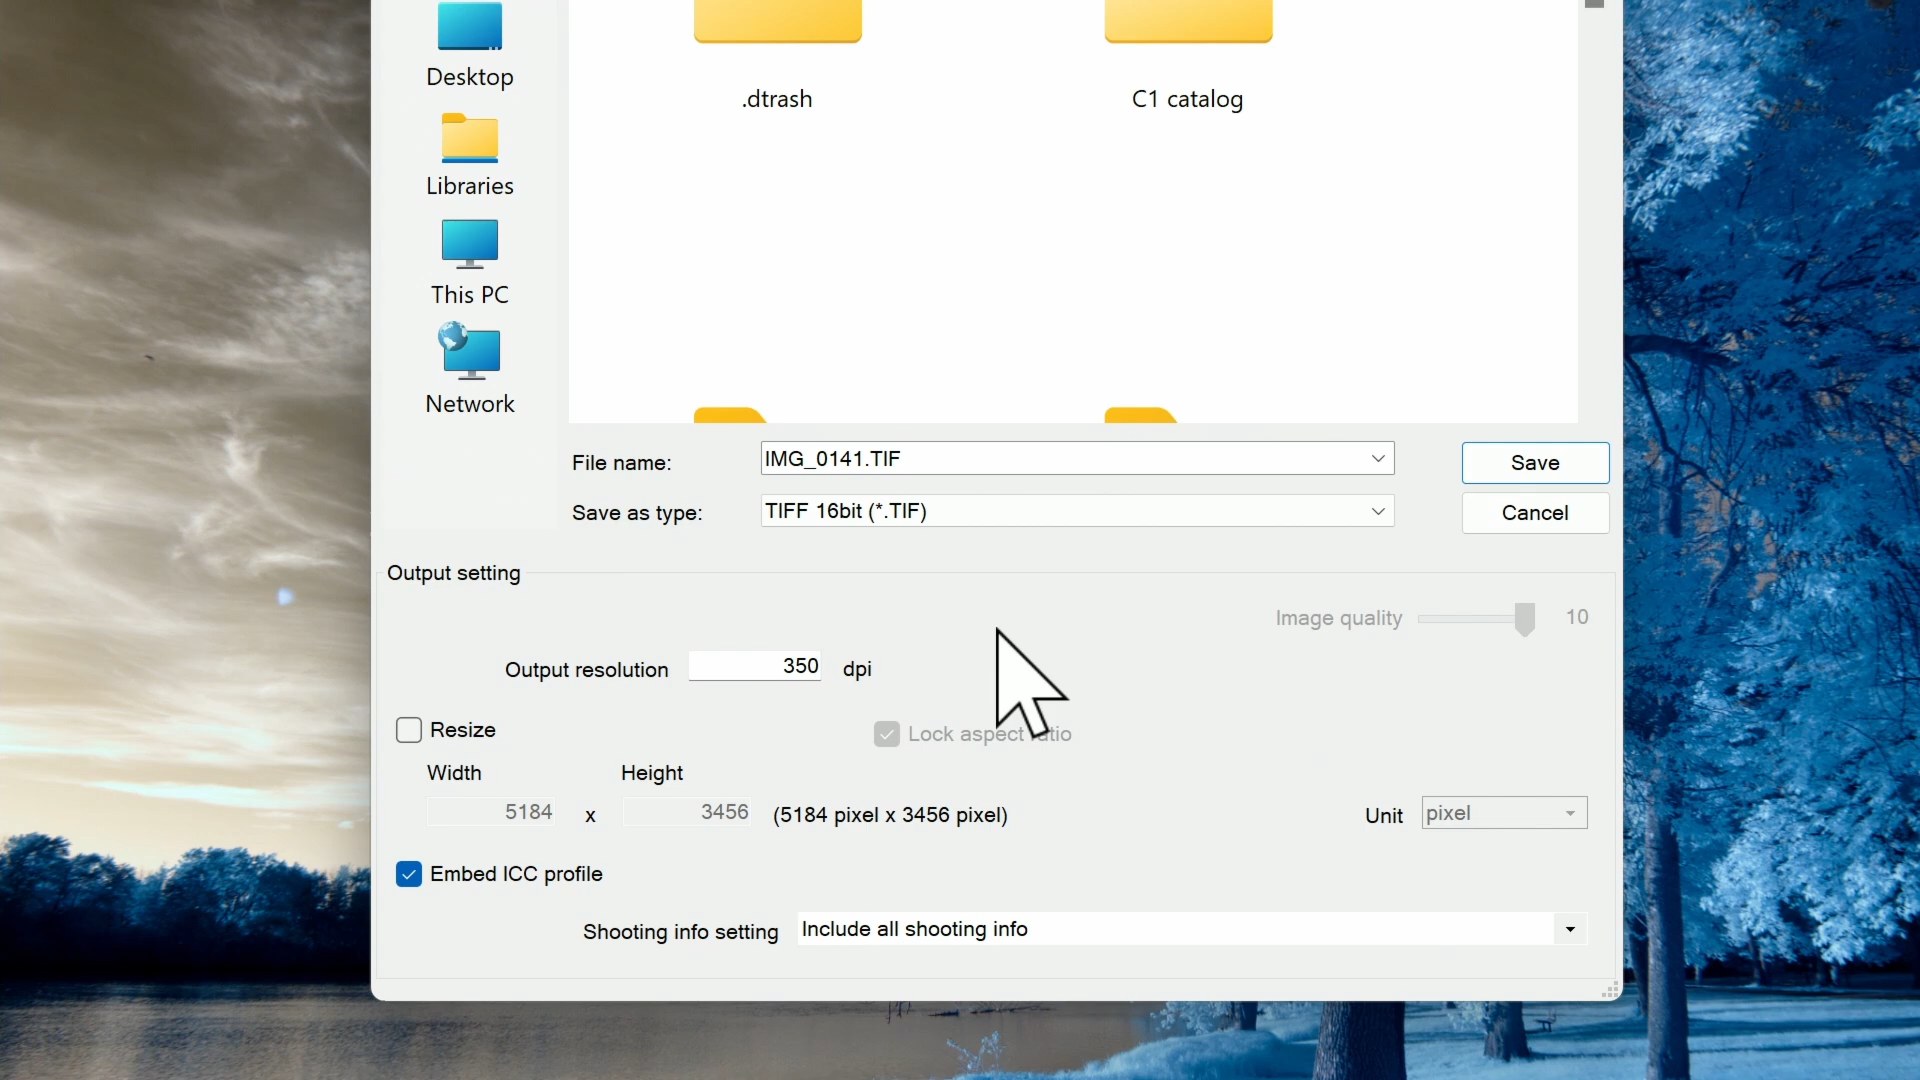 Desktop
.dtrash
C1 catalog
Libraries
This PC
Network
File name:
IMG_0141.TIF
Save
Save as type:
TIFF 16bit (*.TIF)
Cancel
Output setting
Image quality
10
Output resolution
350
dpi
Resize
Lock aspect ratio
Width
Height
5184
x
3456
(5184 pixel x 3456 pixel)
Unit
pixel
Embed ICC profile
Shooting info setting
Include all shooting info